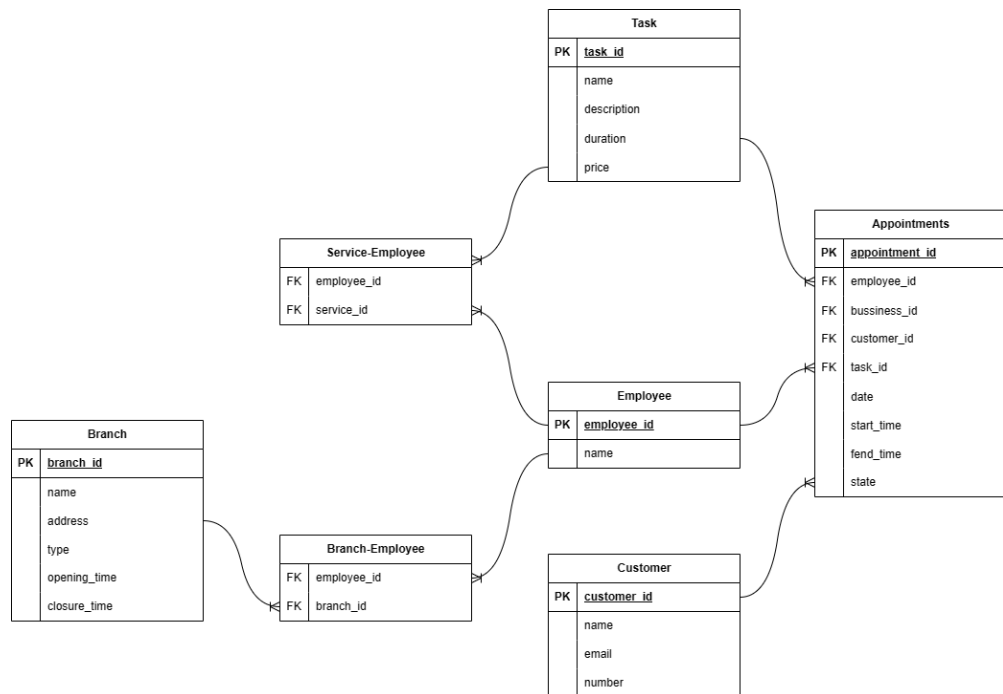 Task
PK task_id
name
description
duration
price
Appointments
PK appointment_id
FK employee_id
FK bussiness_id
FK customer_id
FK task_id
date
start_time
fend_time
state
Service-Employee
FK employee_id
FK service_id
Employee
PK employee_id
name
Branch
PK branch_id
name
address
type
opening_time
closure_time
Branch-Employee
FK employee_id
FK branch_id
Customer
PK customer_id
name
email
number